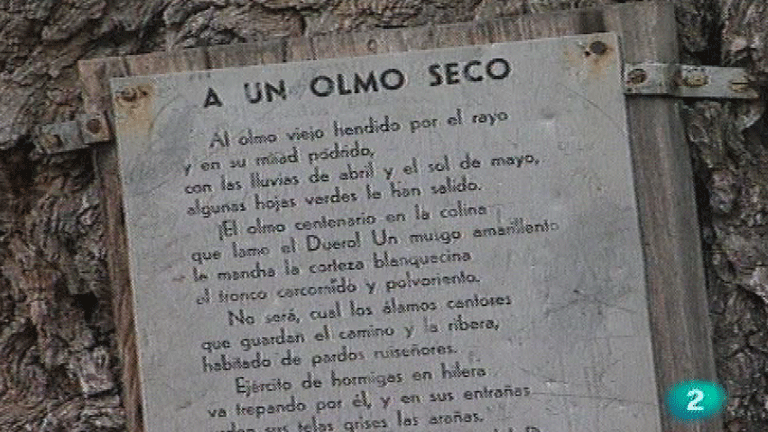 A UN OLMO SECO
Al olmo viejo hendido por el rayo
y en su mitad podrido,
con las lluvias de abril y el sol de mayo,
algunas hojas verdes le han salido.
¡El olmo centenario en la colina
que lame el Duero! Un musgo amarillento
le mancha la corteza blanquecina
al tronco carcomido y polvoriento.
No será, cual los álamos cantores
que guardan el camino y la ribera,
habitado de pardos ruiseñores.
Ejército de hormigas en hilera
va trepando por él, y en sus entrañas
sus telas grises las arañas.
2